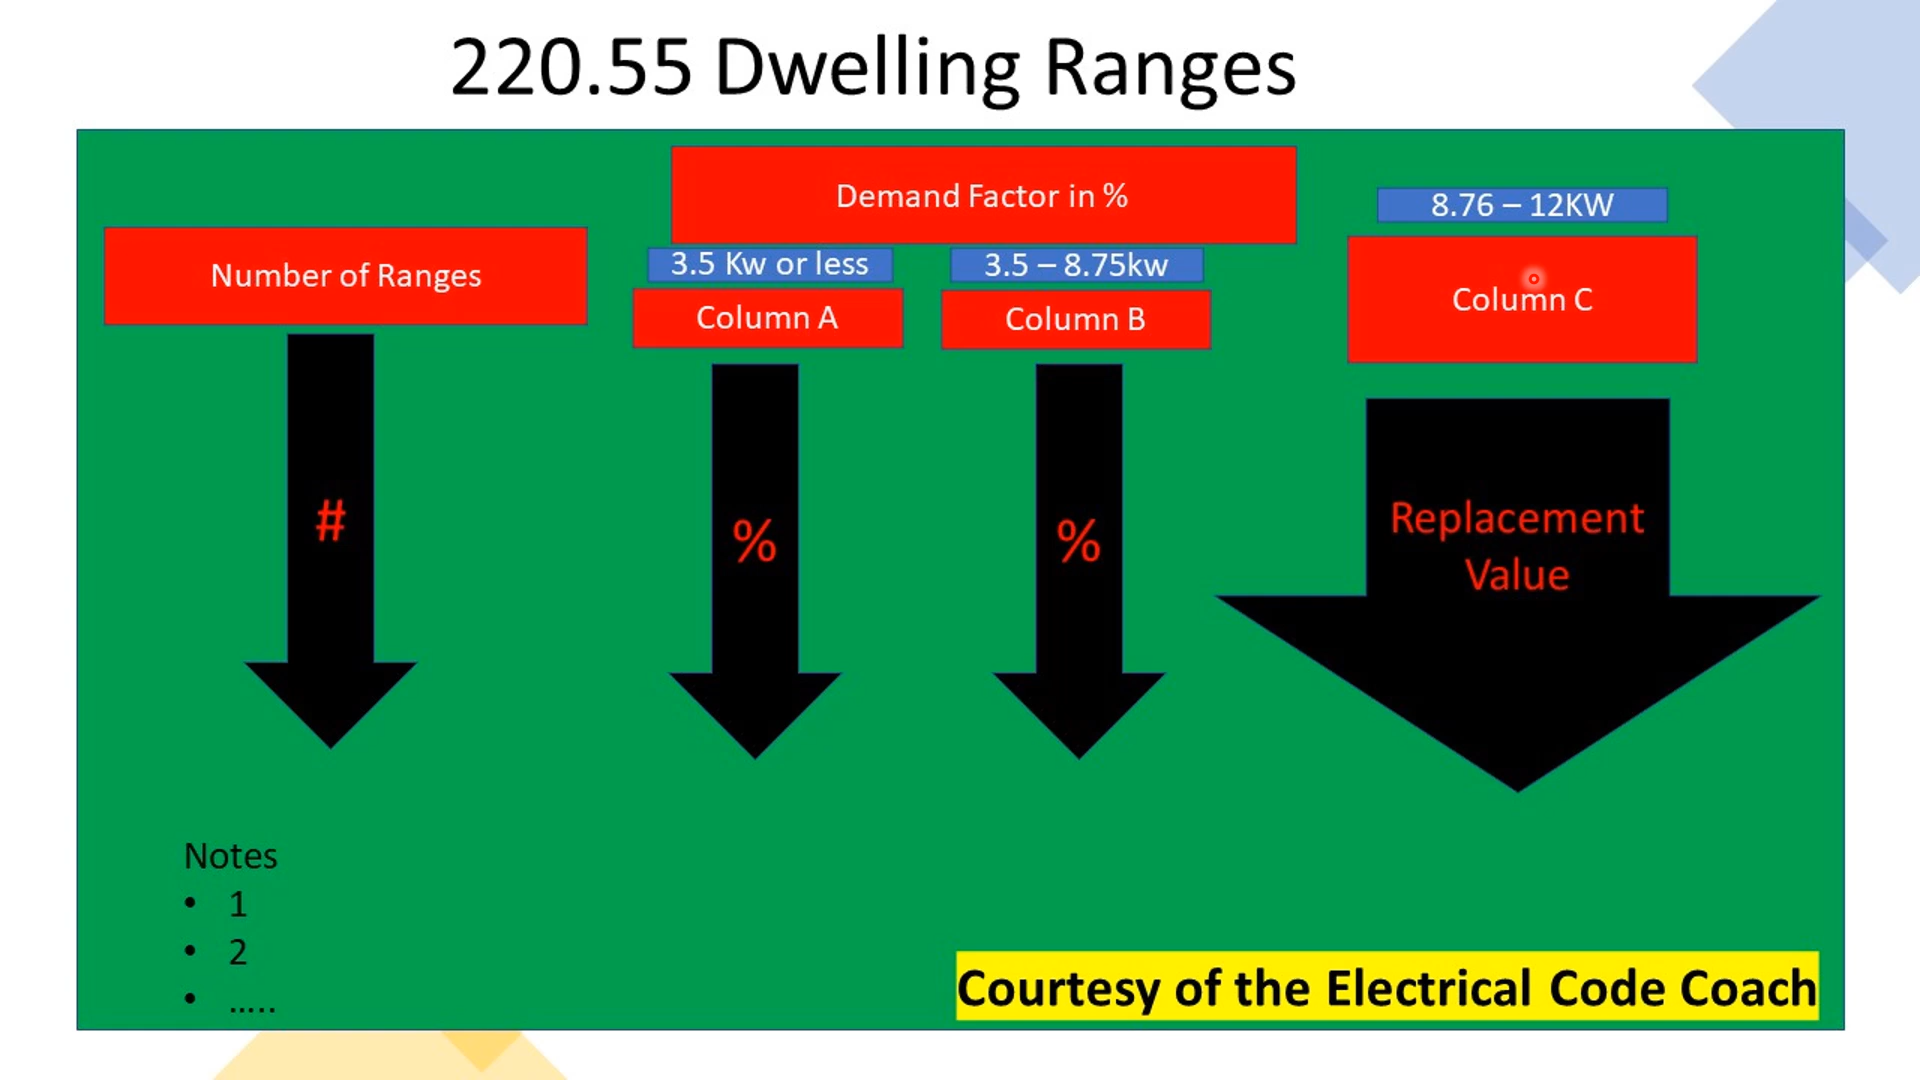 220.55 Dwelling Ranges
Demand Factor in %
8.76 – 12KW
Number of Ranges
3.5 Kw or less
3.5 – 8.75kw
Column A
Column B
Column C
#
%
%
Replacement
Value
Notes
• 1
• 2
• .....
Courtesy of the Electrical Code Coach